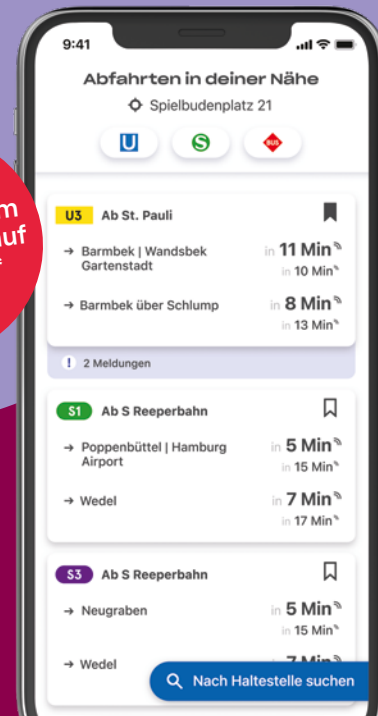 9:41
Abfahrten in deiner Nähe
Spielbudenplatz 21
U S BUS
U3 Ab St. Pauli
→ Barmbek | Wandsbek Gartenstadt in 11 Min
in 10 Min
→ Barmbek über Schlump in 8 Min
in 13 Min
! 2 Meldungen
S1 Ab S Reeperbahn
→ Poppenbüttel | Hamburg Airport in 5 Min
in 15 Min
→ Wedel in 7 Min
in 17 Min
S3 Ab S Reeperbahn
→ Neugraben in 5 Min
in 15 Min
→ Wedel in 7 Min
Nach Haltestelle suchen